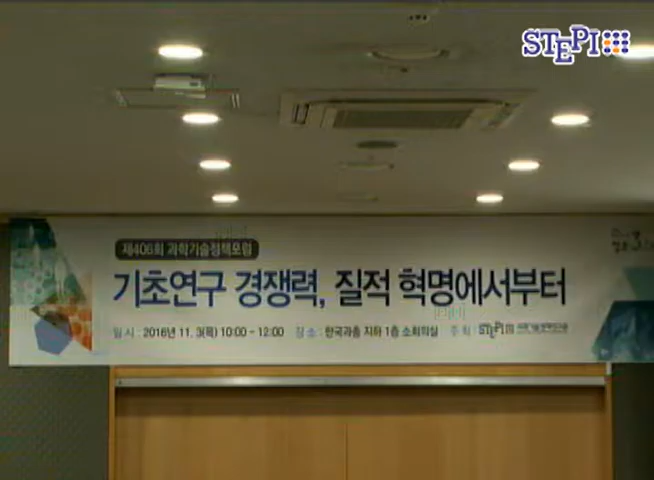 STEPI
제406회 과학기술정책포럼
기초연구 경쟁력, 질적 혁명에서부터
일시 : 2016년 11. 3(목) 10:00 - 12:00 장소 : 한국과총 지하 1층 소회의실 주최 STEPI